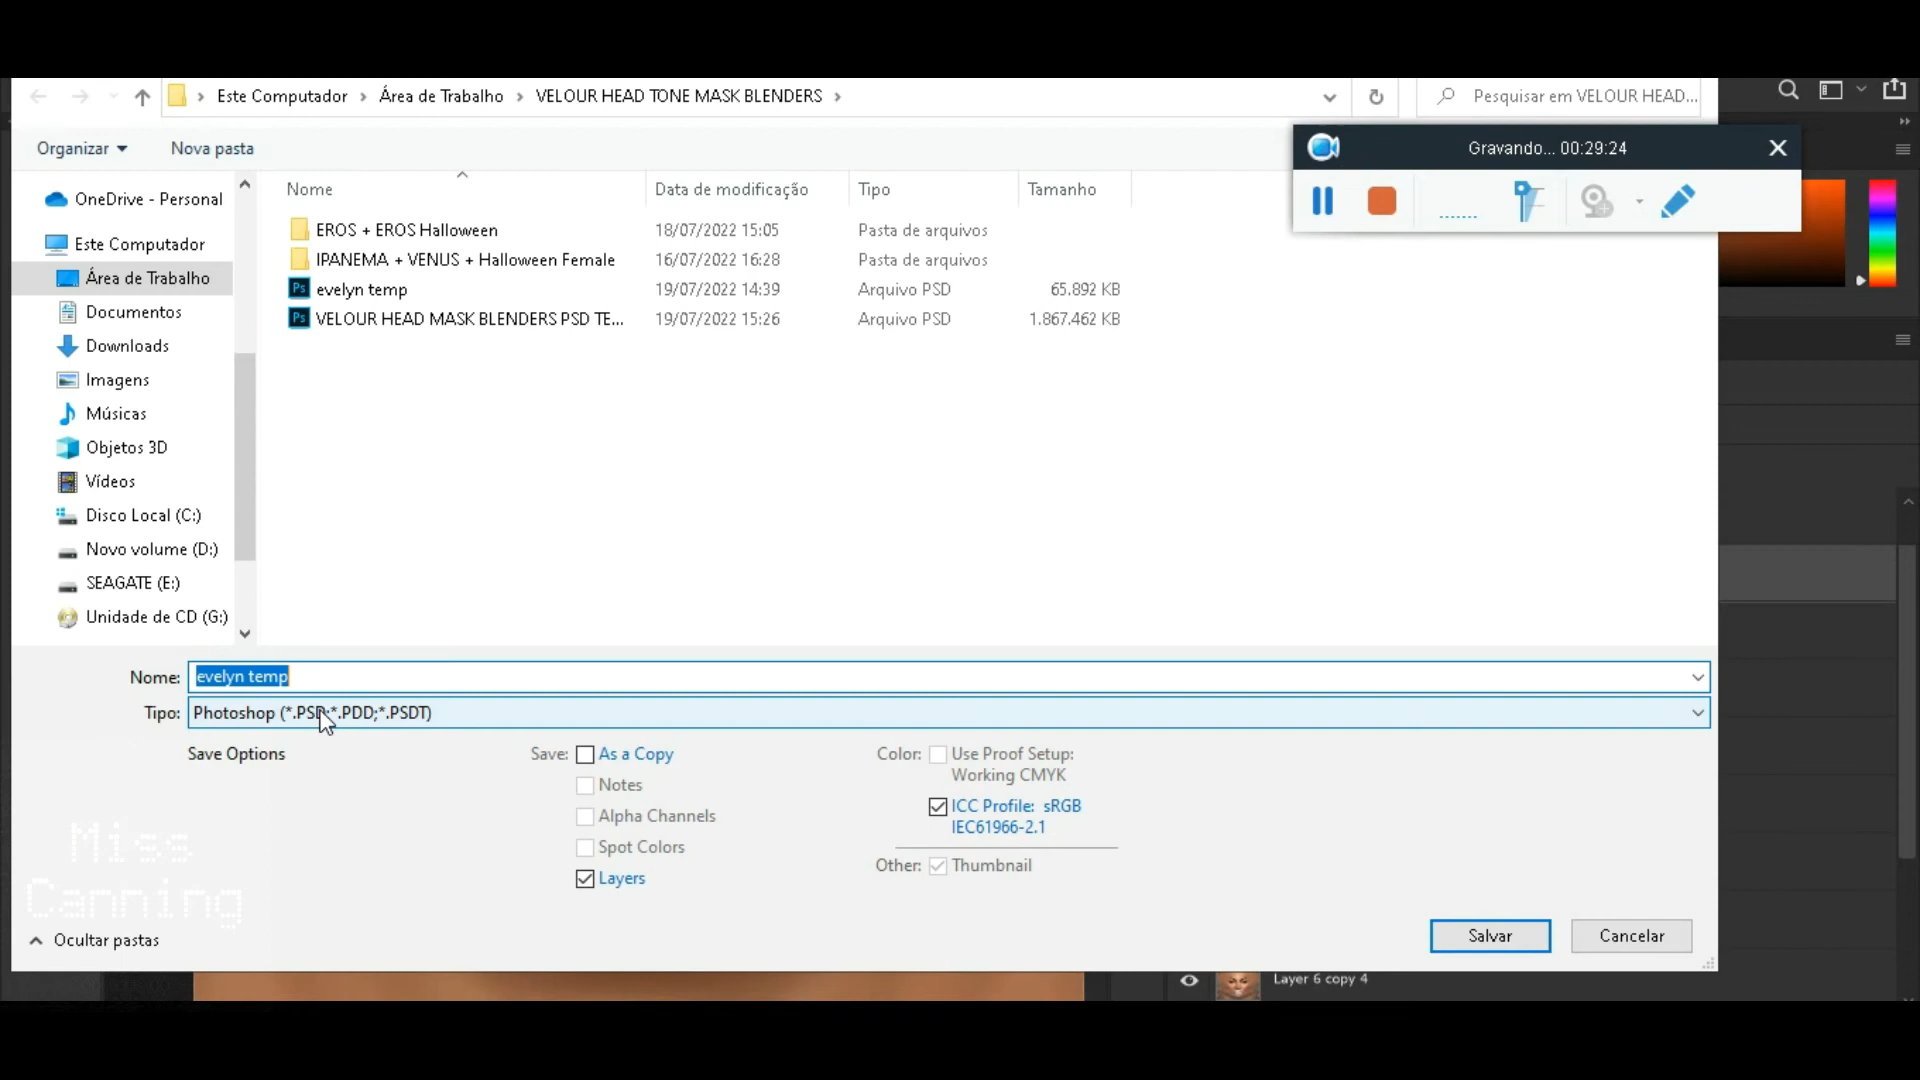 Este Computador > Área de Trabalho > VELOUR HEAD TONE MASK BLENDERS >
Pesquisar em VELOUR HEAD...
Organizar
Nova pasta
Gravando... 00:29:24
Nome
Data de modificação
Tipo
Tamanho
EROS + EROS Halloween 18/07/2022 15:05 Pasta de arquivos
IPANEMA + VENUS + Halloween Female 16/07/2022 16:28 Pasta de arquivos
Ps evelyn temp 19/07/2022 14:39 Arquivo PSD 65.892 KB
Ps VELOUR HEAD MASK BLENDERS PSD TE... 19/07/2022 15:26 Arquivo PSD 1.867.462 KB
OneDrive - Personal
Este Computador
Área de Trabalho
Documentos
Downloads
Imagens
Músicas
Objetos 3D
Vídeos
Disco Local (C:)
Novo volume (D:)
SEAGATE (E:)
Unidade de CD (G:)
Nome: evelyn temp
Tipo: Photoshop (*.PSD;*.PDD;*.PSDT)
Save Options
Save: As a Copy
Notes
Alpha Channels
Spot Colors
Layers
Color: Use Proof Setup:
Working CMYK
ICC Profile: sRGB
IEC61966-2.1
Other: Thumbnail
Miss
Canning
Ocultar pastas
Salvar
Cancelar
Layer 6 copy 4